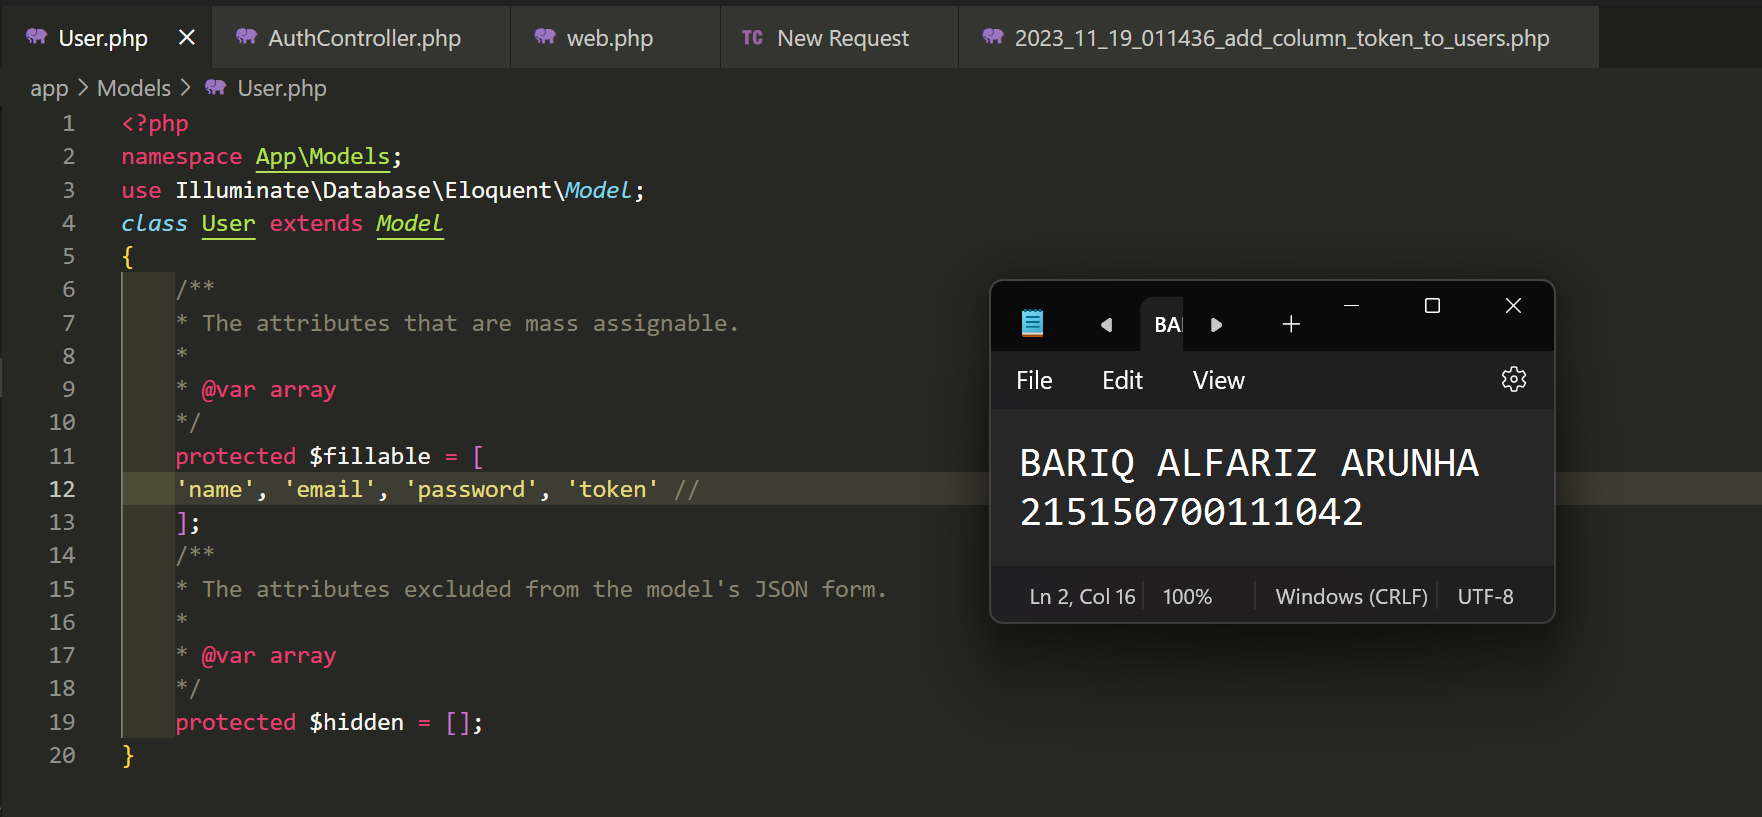 User.php
AuthController.php
web.php
TC New Request
2023_11_19_011436_add_column_token_to_users.php
app > Models > User.php
1 <?php
2 namespace App\Models;
3 use Illuminate\Database\Eloquent\Model;
4 class User extends Model
5 {
6 /**
7 * The attributes that are mass assignable.
8 *
9 * @var array
10 */
11 protected $fillable = [
12 'name', 'email', 'password', 'token' //
13 ];
14 /**
15 * The attributes excluded from the model's JSON form.
16 *
17 * @var array
18 */
19 protected $hidden = [];
20 }
BA
File Edit View
BARIQ ALFARIZ ARUNHA
215150700111042
Ln 2, Col 16 100% Windows (CRLF) UTF-8